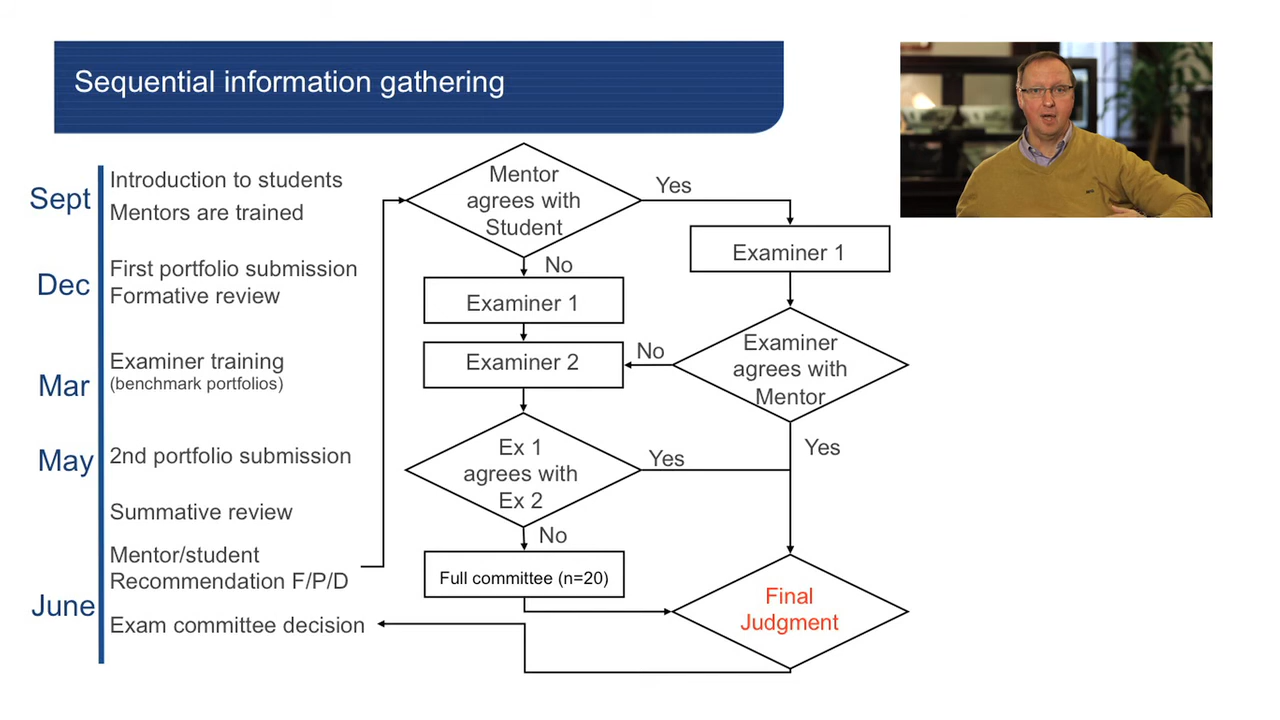 Sequential information gathering
Sept
Introduction to students
Mentors are trained
Dec
First portfolio submission
Formative review
Mar
Examiner training
(benchmark portfolios)
May
2nd portfolio submission
Summative review
Mentor/student
Recommendation F/P/D
June
Exam committee decision
Mentor
agrees with
Student
Yes
No
Examiner 1
Examiner 1
Examiner 2
No
Examiner
agrees with
Mentor
Yes
Ex 1
agrees with
Ex 2
Yes
No
Full committee (n=20)
Final
Judgment